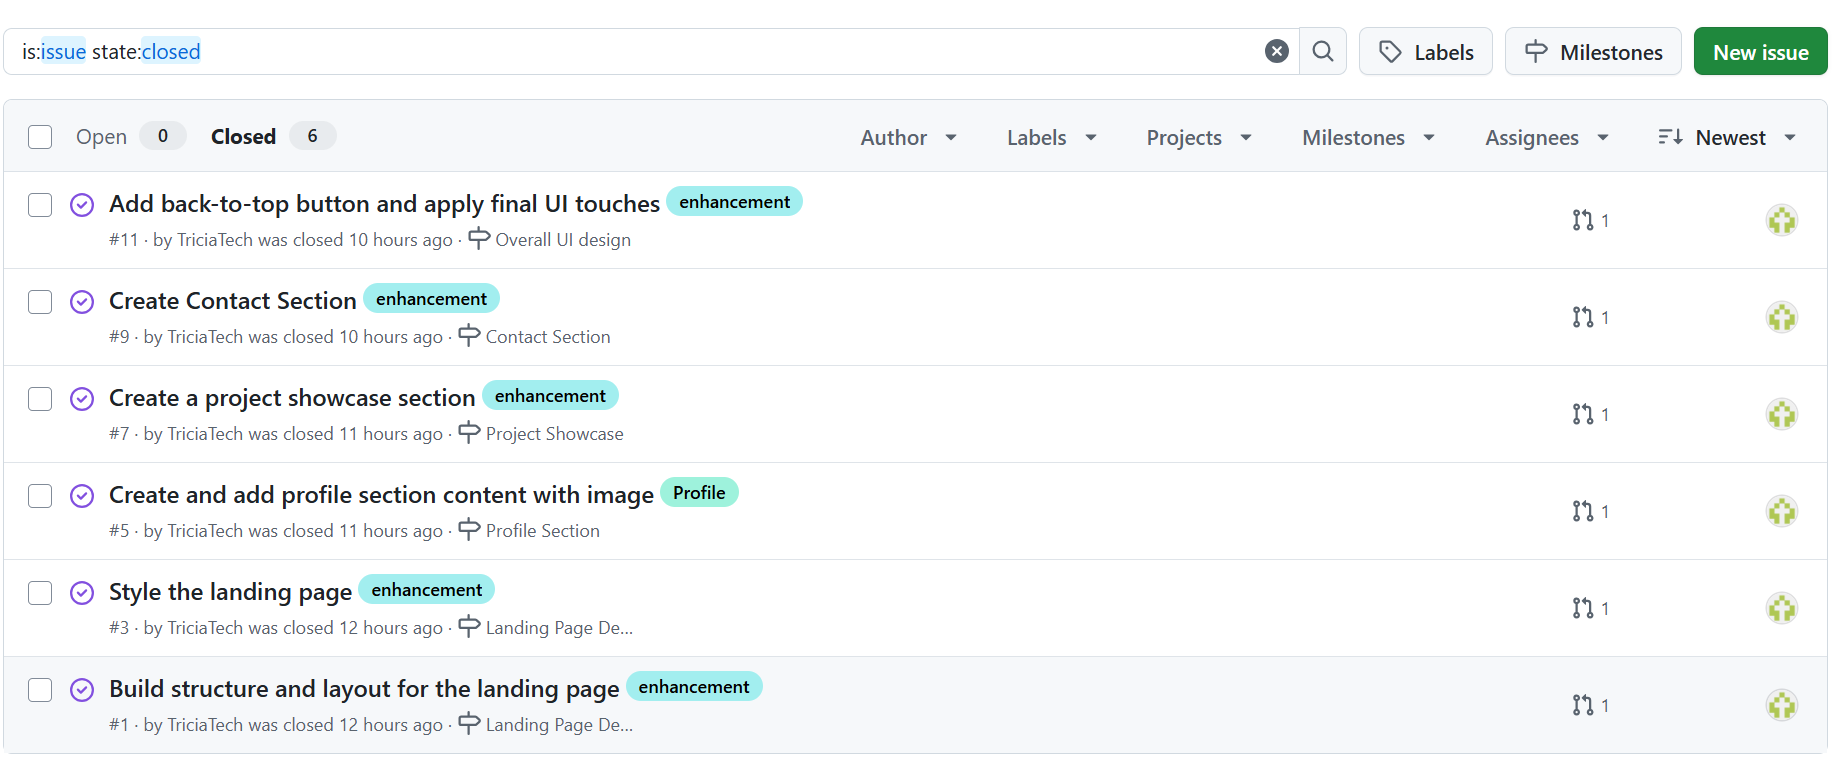 is:issue state:closed
Labels
Milestones
New issue
Open 0 Closed 6 Author Labels Projects Milestones Assignees Newest
Add back-to-top button and apply final UI touches enhancement
#11 · by TriciaTech was closed 10 hours ago · Overall UI design
1
Create Contact Section enhancement
#9 · by TriciaTech was closed 10 hours ago · Contact Section
1
Create a project showcase section enhancement
#7 · by TriciaTech was closed 11 hours ago · Project Showcase
1
Create and add profile section content with image Profile
#5 · by TriciaTech was closed 11 hours ago · Profile Section
1
Style the landing page enhancement
#3 · by TriciaTech was closed 12 hours ago · Landing Page De...
1
Build structure and layout for the landing page enhancement
#1 · by TriciaTech was closed 12 hours ago · Landing Page De...
1